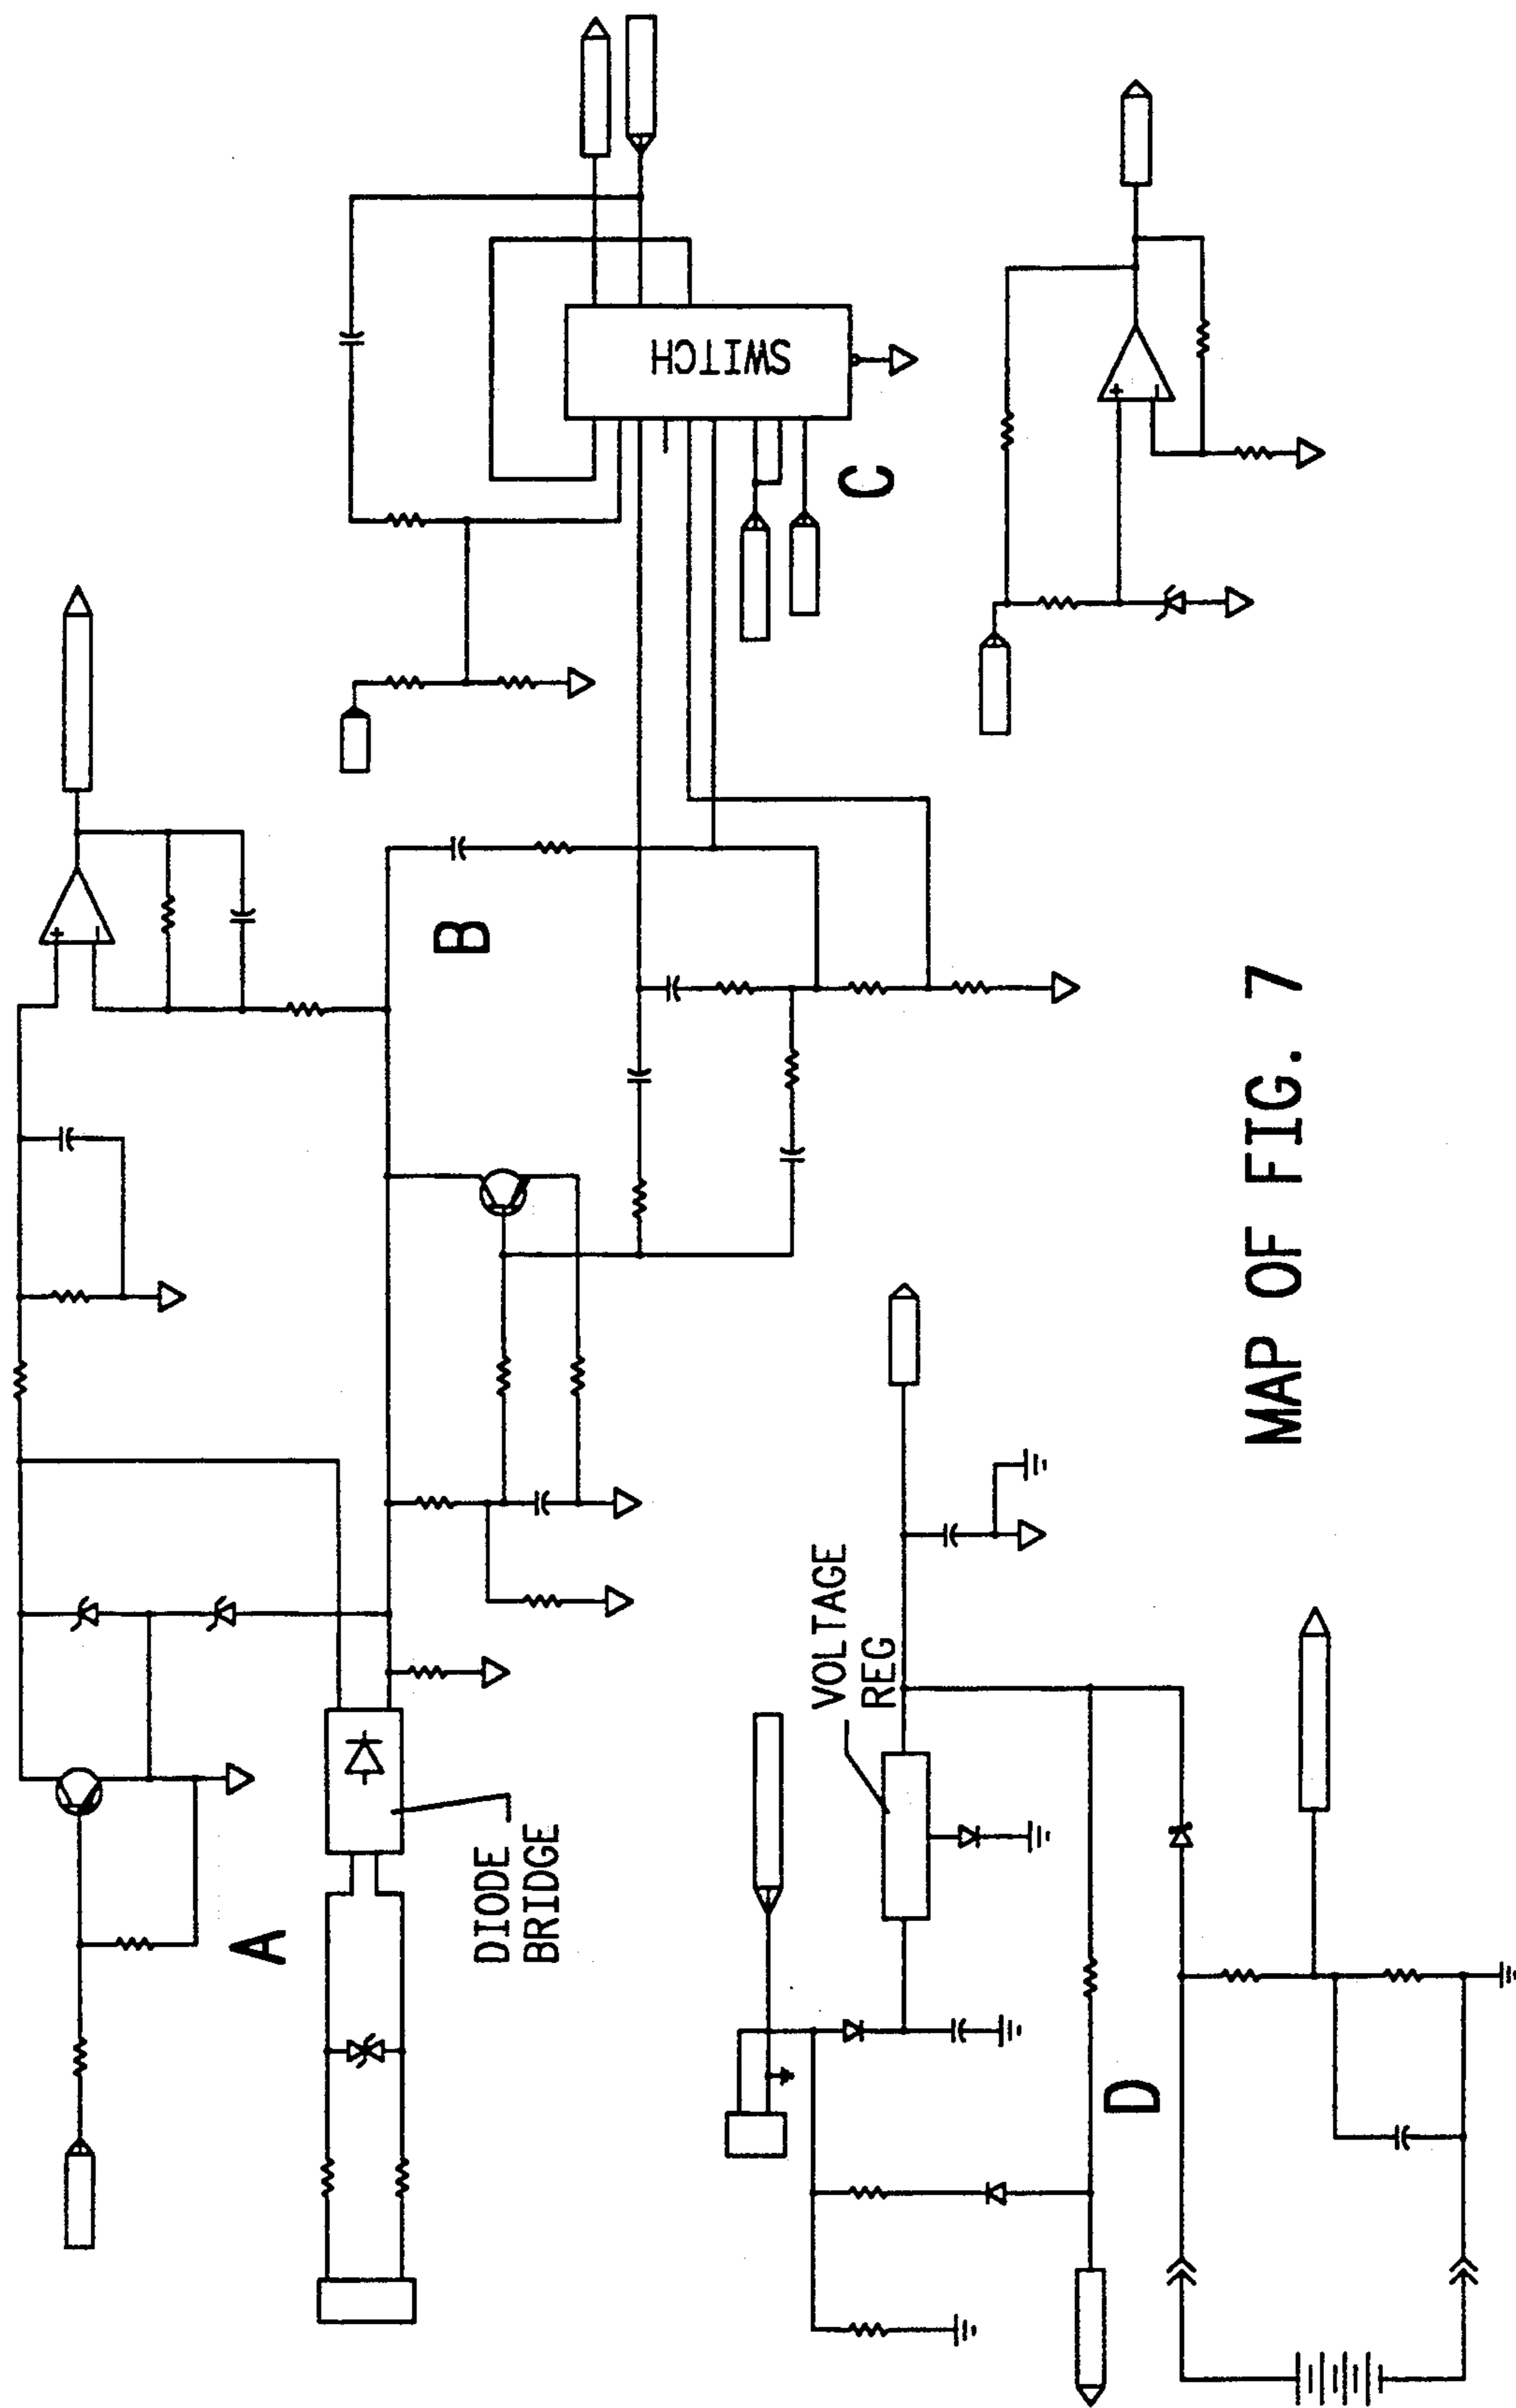 A
DIODE
BRIDGE
B
SWITCH
C
+
−
+
−
VOLTAGE
REG
D
MAP OF FIG. 7